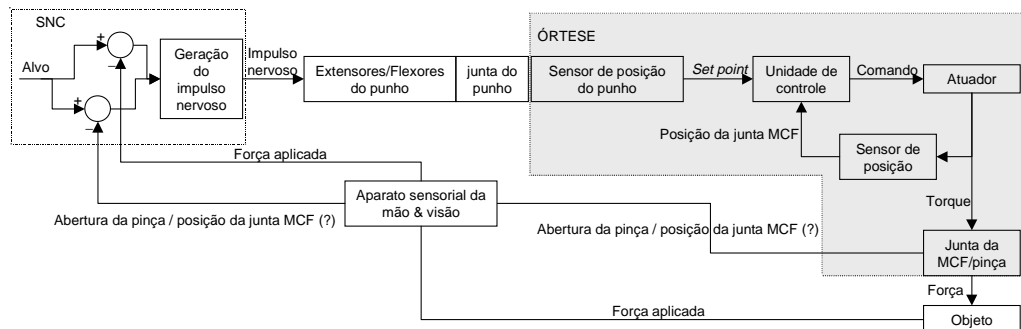 SNC
ÓRTESE
+
Alvo
−
+
−
Geração
do
impulso
nervoso
Impulso
nervoso
Extensores/Flexores
do punho
junta do
punho
Sensor de posição
do punho
Set point
Unidade de
controle
Comando
Atuador
Posição da junta MCF
Sensor de
posição
Força aplicada
Aparato sensorial da
mão & visão
Abertura da pinça / posição da junta MCF (?)
Abertura da pinça / posição da junta MCF (?)
Torque
Junta da
MCF/pinça
Força
Força aplicada
Objeto